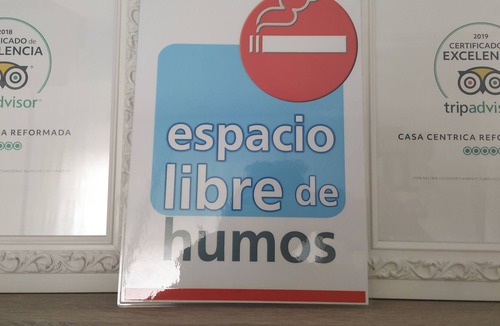 2018
CERTIFICADO de
EXCELENCIA
tripadvisor
CASA CENTRICA REFORMADA
espacio
libre de
humos
2019
CERTIFICADO de
EXCELENCIA
tripadvisor
CASA CENTRICA REFORMADA